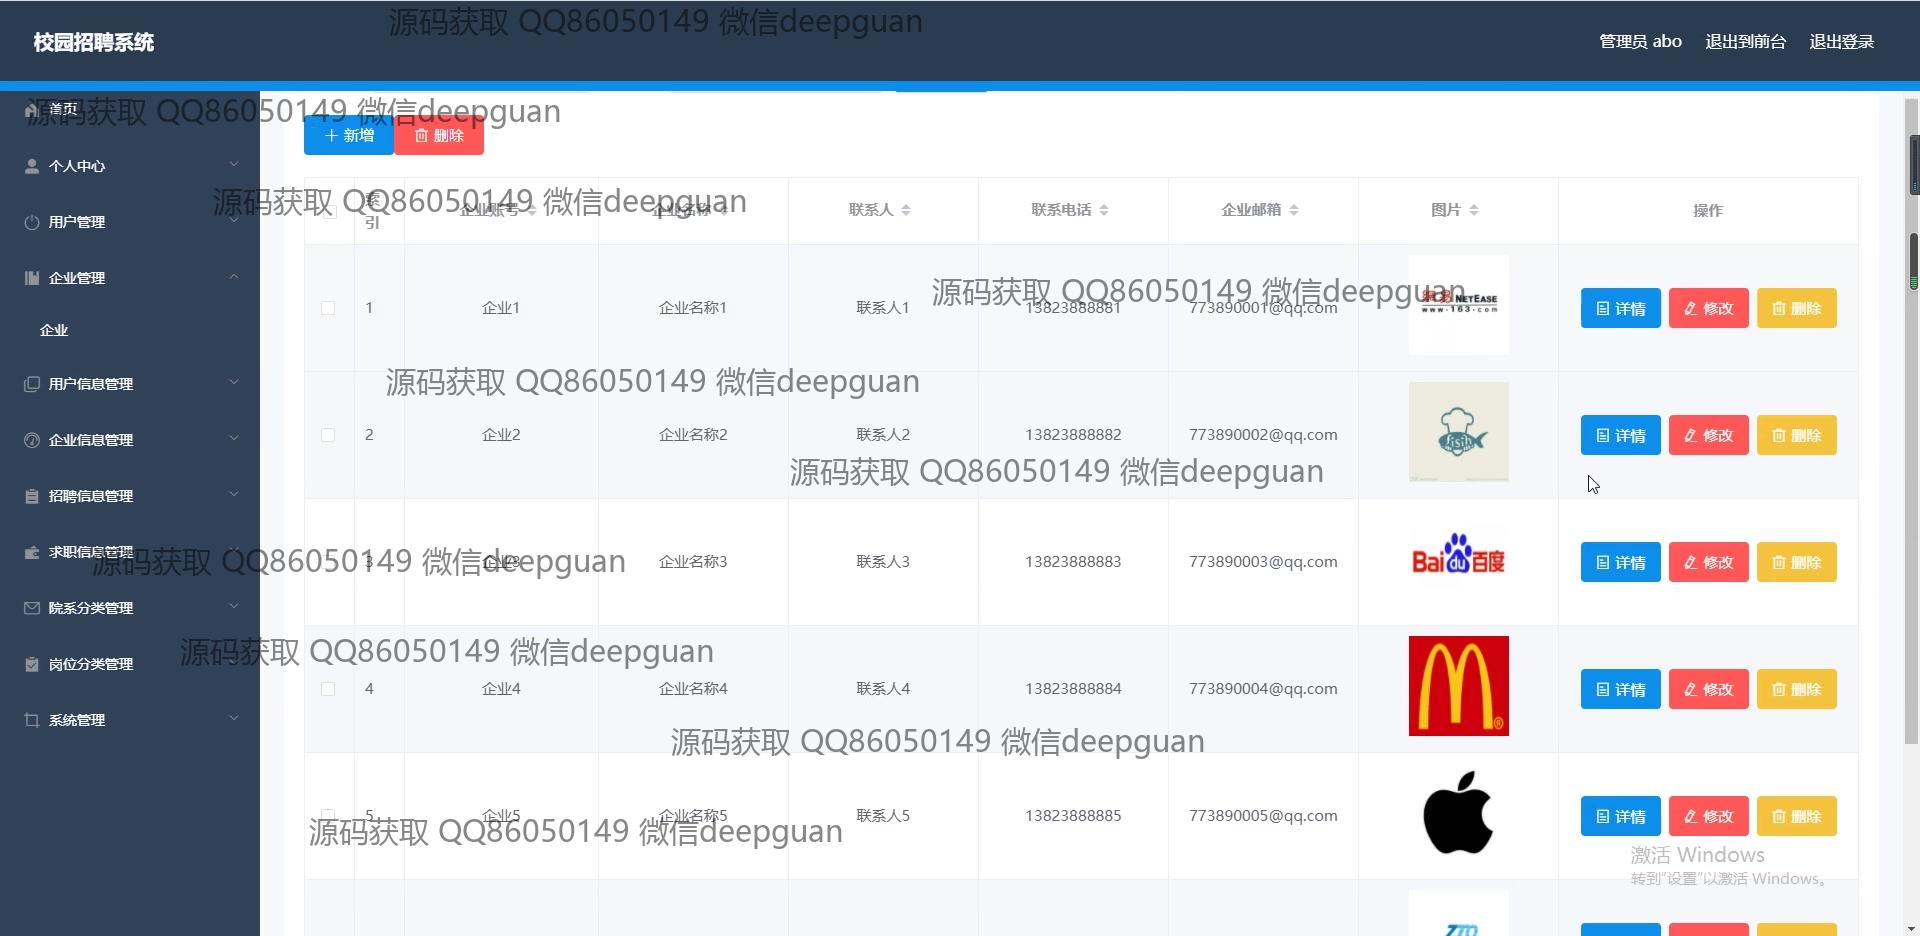 源码获取 QQ86050149 微信deepguan
校园招聘系统
管理员 abo 退出到前台 退出登录
首页
源码获取 QQ86050149 微信deepguan
新增 删除
个人中心
源码获取 QQ86050149 微信deepguan
索引 企业账号 企业名称 联系人 联系电话 企业邮箱 图片 操作
用户管理
企业管理
源码获取 QQ86050149 微信deepguan
1 企业1 企业名称1 联系人1 13823888881 773890001@qq.com 網易 NETEASE www.163.com 详情 修改 删除
企业
用户信息管理
源码获取 QQ86050149 微信deepguan
2 企业2 企业名称2 联系人2 13823888882 773890002@qq.com fish 详情 修改 删除
企业信息管理
源码获取 QQ86050149 微信deepguan
招聘信息管理
求职信息管理
源码获取 QQ86050149 微信deepguan
3 企业3 企业名称3 联系人3 13823888883 773890003@qq.com Bai du 百度 详情 修改 删除
院系分类管理
源码获取 QQ86050149 微信deepguan
岗位分类管理
4 企业4 企业名称4 联系人4 13823888884 773890004@qq.com 详情 修改 删除
系统管理
源码获取 QQ86050149 微信deepguan
5 企业5 企业名称5 联系人5 13823888885 773890005@qq.com 详情 修改 删除
源码获取 QQ86050149 微信deepguan
激活 Windows
转到“设置”以激活 Windows。